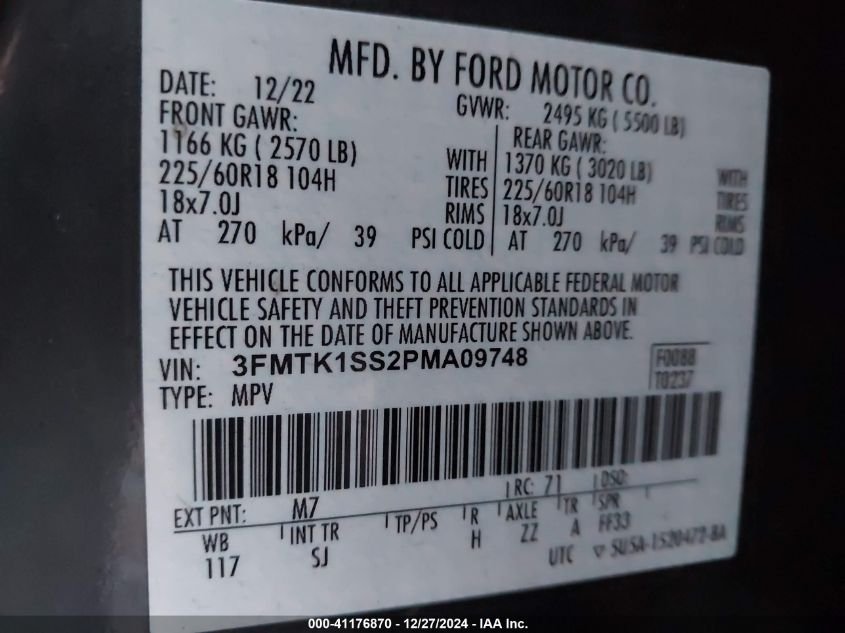 MFD. BY FORD MOTOR CO.
DATE: 12/22 GVWR: 2495 KG ( 5500 LB)
FRONT GAWR: REAR GAWR:
1166 KG ( 2570 LB) WITH 1370 KG ( 3020 LB) WITH
225/60R18 104H TIRES 225/60R18 104H TIRES
18x7.0J RIMS 18x7.0J RIMS
AT 270 kPa/ 39 PSI COLD AT 270 kPa/ 39 PSI COLD
THIS VEHICLE CONFORMS TO ALL APPLICABLE FEDERAL MOTOR
VEHICLE SAFETY AND THEFT PREVENTION STANDARDS IN
EFFECT ON THE DATE OF MANUFACTURE SHOWN ABOVE.
VIN: 3FMTK1SS2PMA09748 F0088
TYPE: MPV T0237
EXT PNT: M7 RC: 71 DSO:
WB INT TR TP/PS R AXLE TR SPR
117 SJ H ZZ A FF33
UTC ▽ 5U5A-1520472-BA
000-41176870 – 12/27/2024 - IAA Inc.